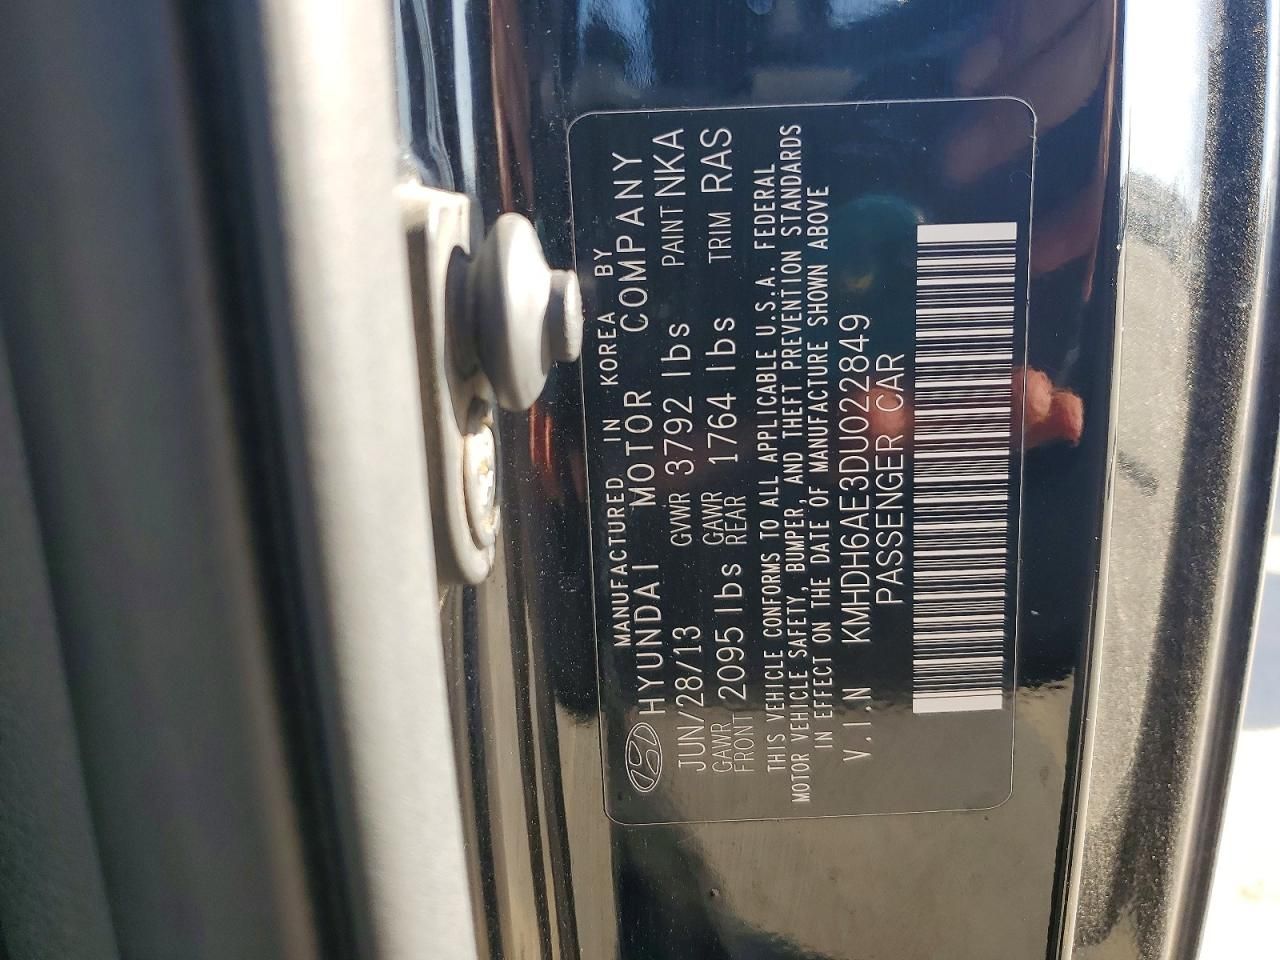 MANUFACTURED IN KOREA BY
HYUNDAI MOTOR COMPANY
JUN/28/13 GVWR 3792 lbs PAINT NKA
GAWR FRONT 2095 lbs GAWR REAR 1764 lbs TRIM RAS
THIS VEHICLE CONFORMS TO ALL APPLICABLE U.S.A. FEDERAL
MOTOR VEHICLE SAFETY, BUMPER, AND THEFT PREVENTION STANDARDS
IN EFFECT ON THE DATE OF MANUFACTURE SHOWN ABOVE
V.I.N KMHDH6AE3DU022849
PASSENGER CAR